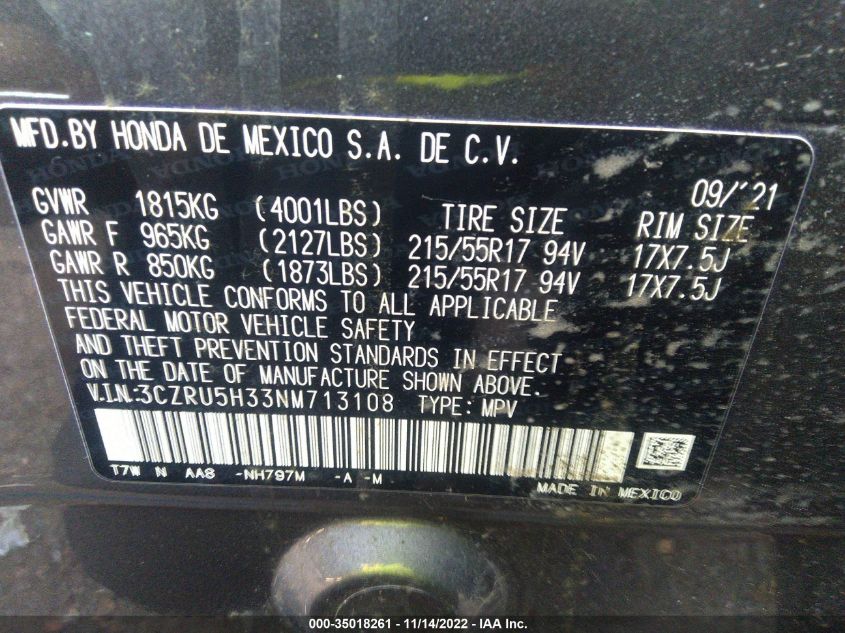 MFD.BY HONDA DE MEXICO S.A. DE C.V.
09/'21
GVWR 1815KG (4001LBS) TIRE SIZE RIM SIZE
GAWR F 965KG (2127LBS) 215/55R17 94V 17X7.5J
GAWR R 850KG (1873LBS) 215/55R17 94V 17X7.5J
THIS VEHICLE CONFORMS TO ALL APPLICABLE
FEDERAL MOTOR VEHICLE SAFETY
AND THEFT PREVENTION STANDARDS IN EFFECT
ON THE DATE OF MANUFACTURE SHOWN ABOVE.
V.I.N.:3CZRU5H33NM713108 TYPE: MPV
T7W N AA8 -NH797M -A -M
MADE IN MEXICO
000-35018261 - 11/14/2022 - IAA Inc.